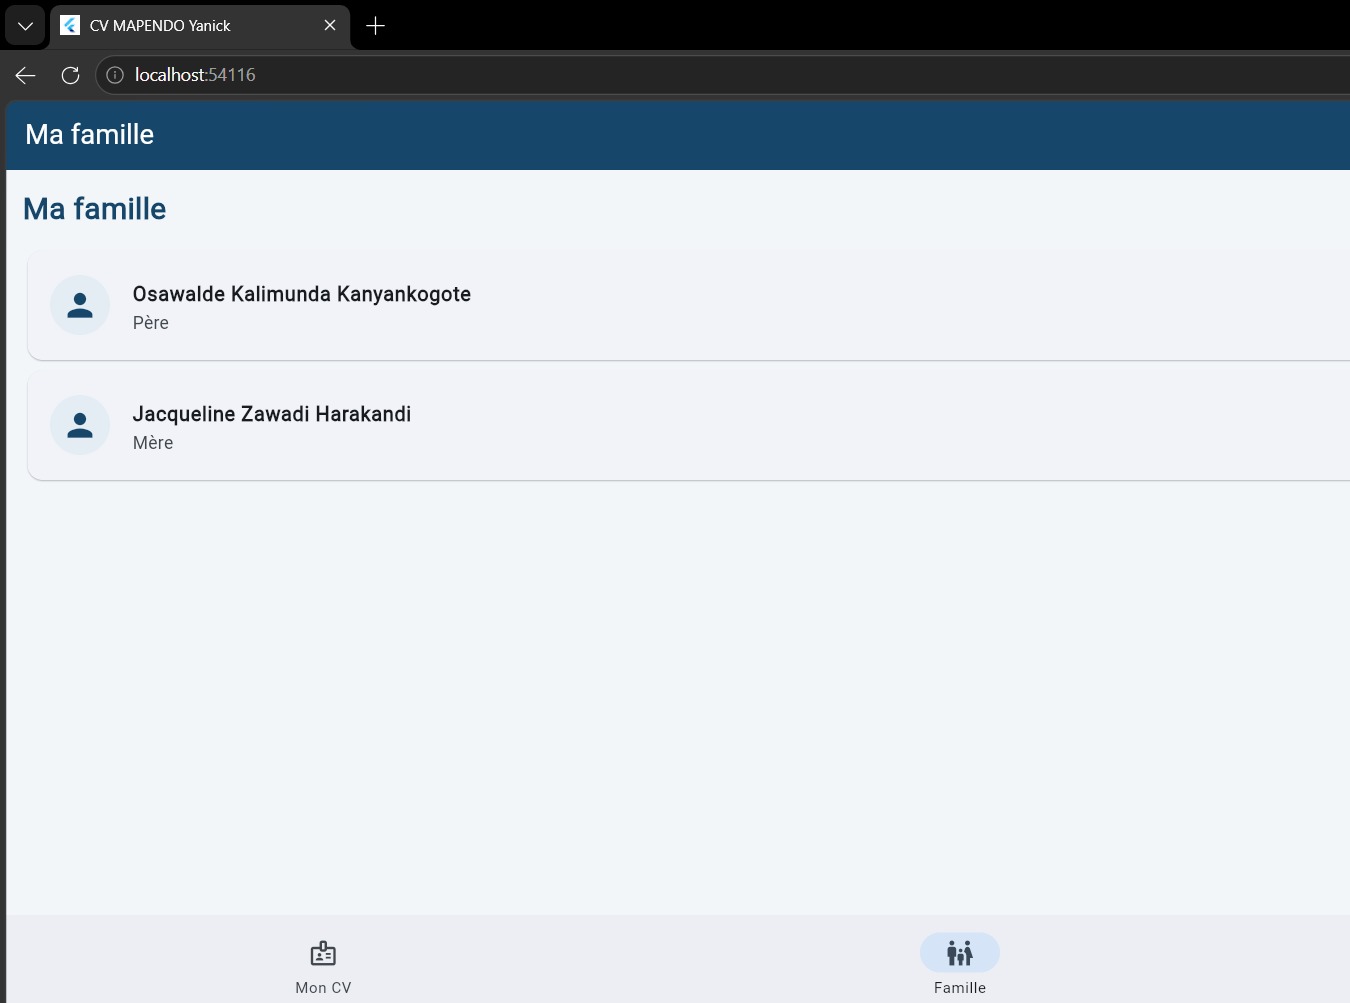 CV MAPENDO Yanick
localhost:54116
Ma famille
Ma famille
Osawalde Kalimunda Kanyankogote
Père
Jacqueline Zawadi Harakandi
Mère
Mon CV
Famille